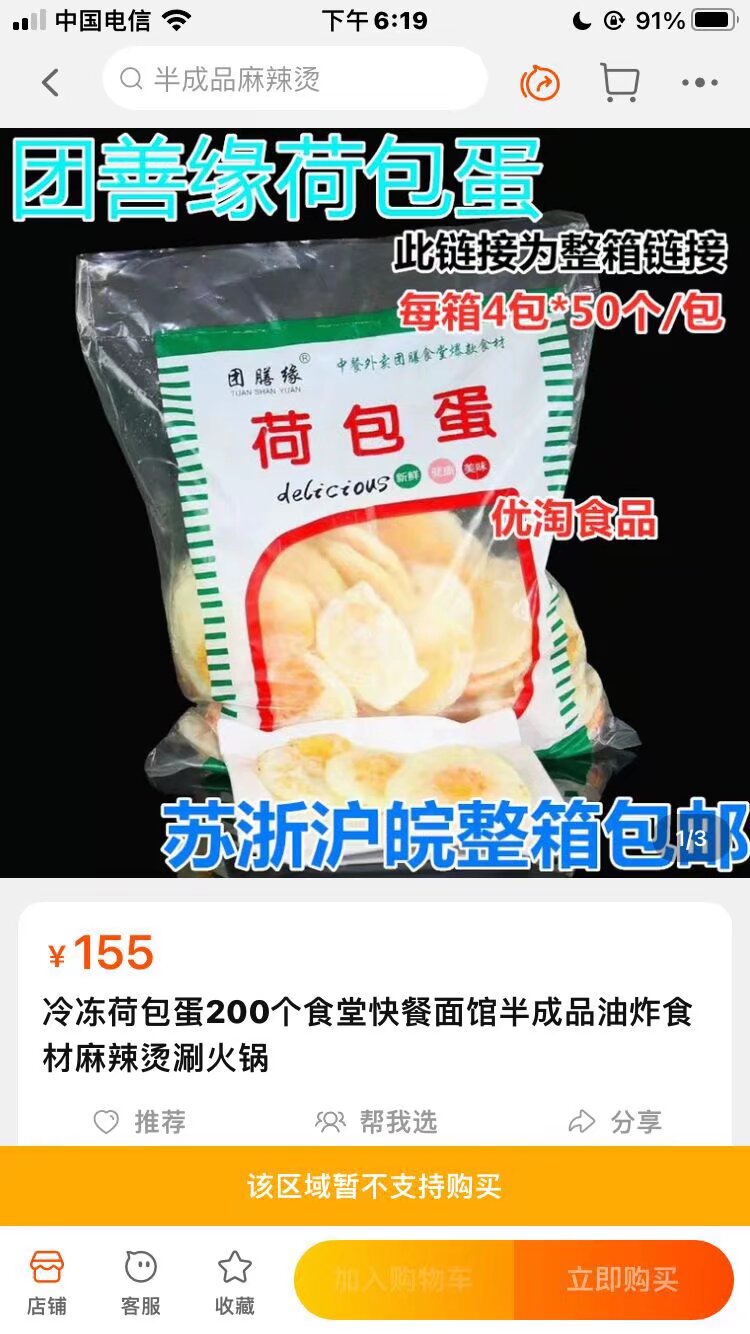 中国电信
下午6:19
91%
半成品麻辣烫
团善缘荷包蛋
此链接为整箱链接
每箱4包*50个/包
团膳缘®
TUAN SHAN YUAN
中餐外卖团膳食堂爆款食材
荷包蛋
delicious 新鲜 健康 美味
优淘食品
苏浙沪皖整箱包邮
1/3
¥155
冷冻荷包蛋200个食堂快餐面馆半成品油炸食
材麻辣烫涮火锅
推荐
帮我选
分享
该区域暂不支持购买
店铺
客服
收藏
加入购物车
立即购买